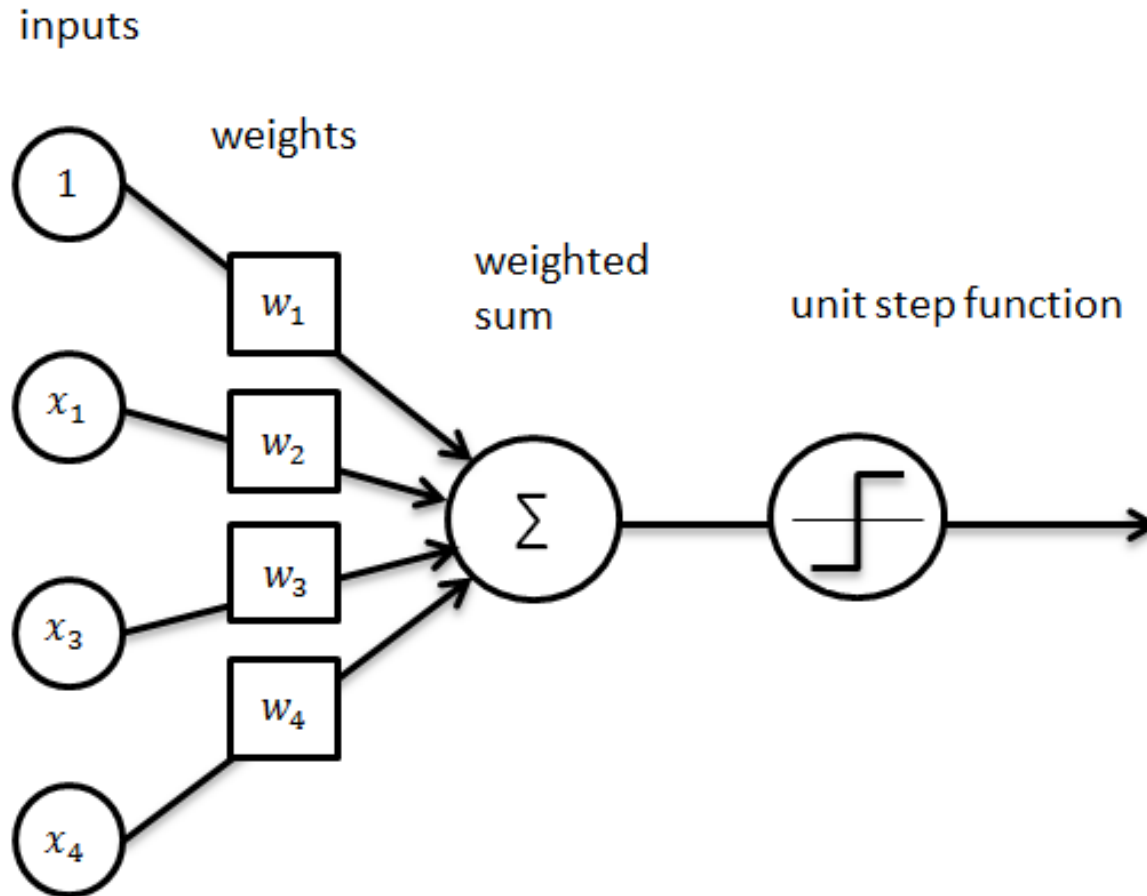 inputs
weights
1
weighted
sum
w₁
unit step function
x₁
w₂
∑
w₃
x₃
w₄
x₄